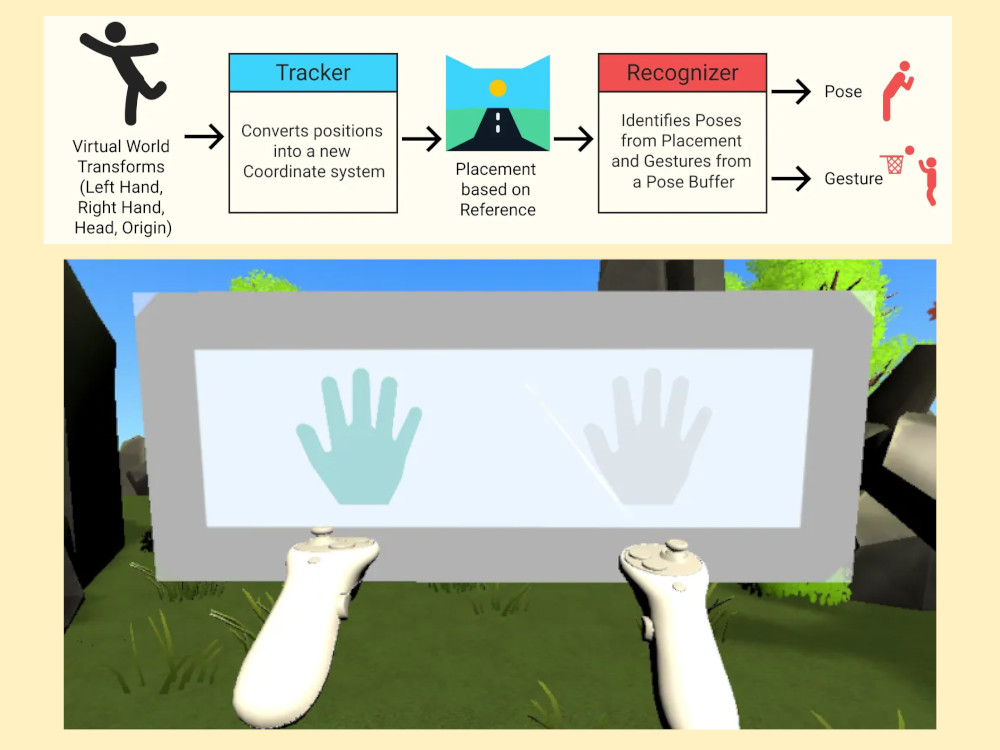 Virtual World
Transforms
(Left Hand,
Right Hand,
Head, Origin)
Tracker
Converts positions
into a new
Coordinate system
Placement
based on
Reference
Recognizer
Identifies Poses
from Placement
and Gestures from
a Pose Buffer
Pose
Gesture